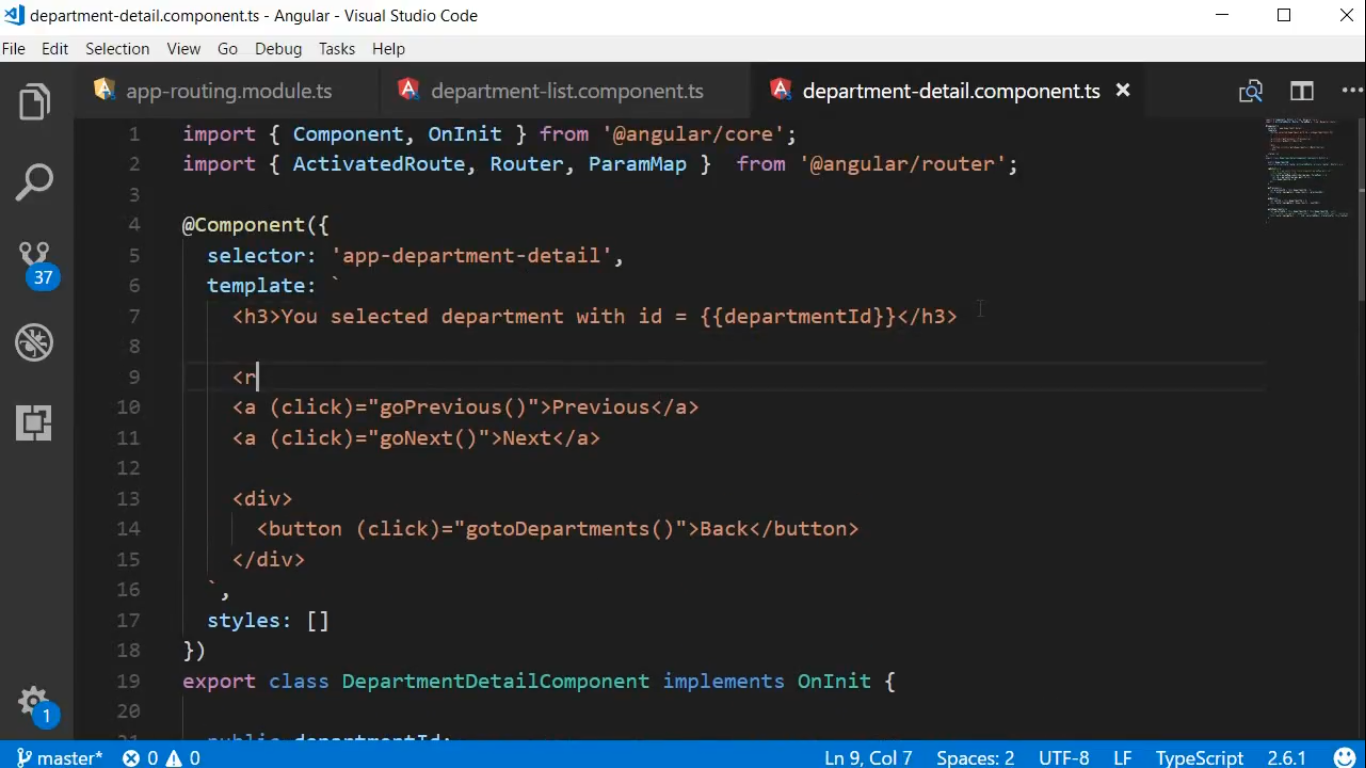 department-detail.component.ts - Angular - Visual Studio Code
File Edit Selection View Go Debug Tasks Help
app-routing.module.ts department-list.component.ts department-detail.component.ts
1 import { Component, OnInit } from '@angular/core';
2 import { ActivatedRoute, Router, ParamMap }  from '@angular/router';
3
4 @Component({
5   selector: 'app-department-detail',
6   template: `
7     <h3>You selected department with id = {{departmentId}}</h3>
8
9     <r
10     <a (click)="goPrevious()">Previous</a>
11     <a (click)="goNext()">Next</a>
12
13     <div>
14       <button (click)="gotoDepartments()">Back</button>
15     </div>
16   `,
17   styles: []
18 })
19 export class DepartmentDetailComponent implements OnInit {
20
21   public departmentId;
37
1
master* 0 0 Ln 9, Col 7 Spaces: 2 UTF-8 LF TypeScript 2.6.1